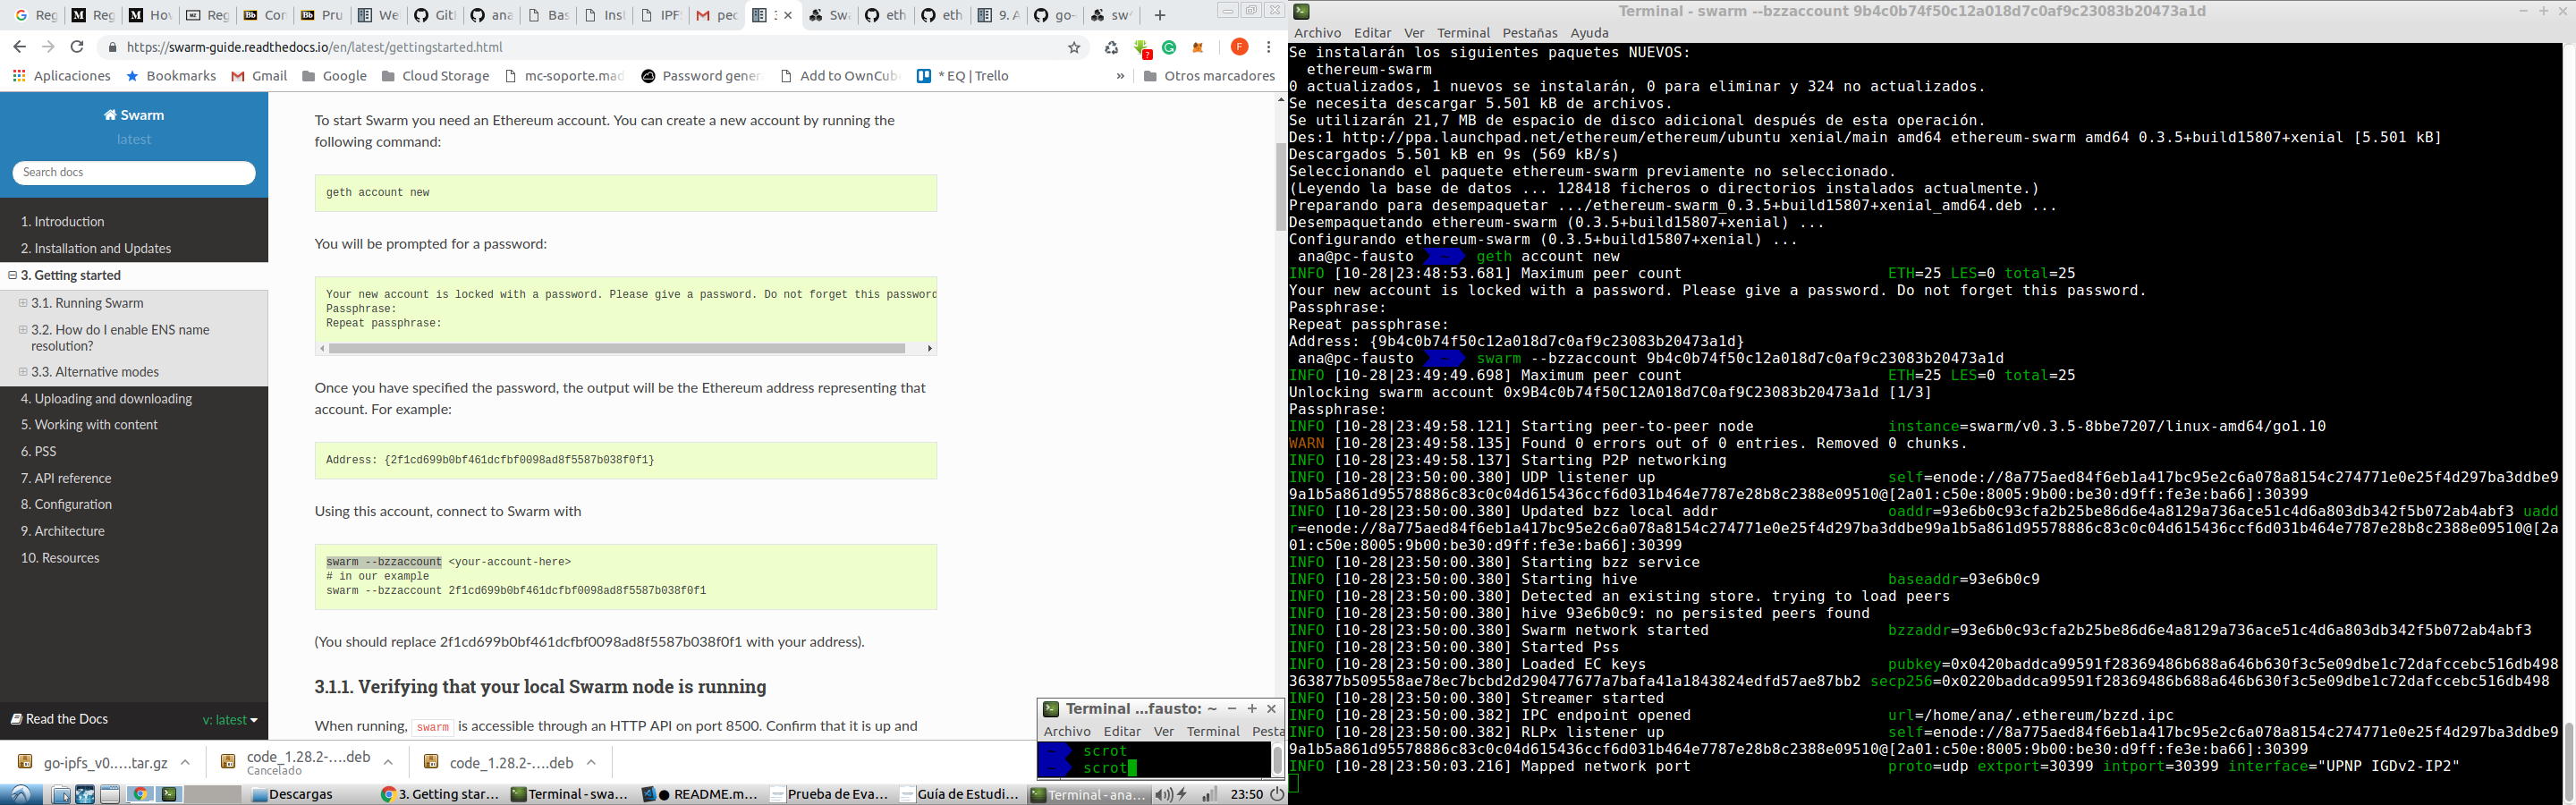 Reg
Reg
Hov
Reg
Cor
Pru
We
Git
ana
Bas
Inst
IPF
pec
3
Swa
eth
eth
9. A
go-
sw
https://swarm-guide.readthedocs.io/en/latest/gettingstarted.html
Aplicaciones
Bookmarks
Gmail
Google
Cloud Storage
mc-soporte.mad
Password gener
Add to OwnCub
* EQ | Trello
»
Otros marcadores
Swarm
latest
Search docs
1. Introduction
2. Installation and Updates
3. Getting started
3.1. Running Swarm
3.2. How do I enable ENS name
resolution?
3.3. Alternative modes
4. Uploading and downloading
5. Working with content
6. PSS
7. API reference
8. Configuration
9. Architecture
10. Resources
Read the Docs
v: latest
To start Swarm you need an Ethereum account. You can create a new account by running the
following command:
geth account new
You will be prompted for a password:
Your new account is locked with a password. Please give a password. Do not forget this password
Passphrase:
Repeat passphrase:
Once you have specified the password, the output will be the Ethereum address representing that
account. For example:
Address: {2f1cd699b0bf461dcfbf0098ad8f5587b038f0f1}
Using this account, connect to Swarm with
swarm --bzzaccount <your-account-here>
# in our example
swarm --bzzaccount 2f1cd699b0bf461dcfbf0098ad8f5587b038f0f1
(You should replace 2f1cd699b0bf461dcfbf0098ad8f5587b038f0f1 with your address).
3.1.1. Verifying that your local Swarm node is running
When running, swarm is accessible through an HTTP API on port 8500. Confirm that it is up and
Terminal ...fausto: ~
Archivo Editar Ver Terminal Pesta
~ scrot
~ scrot
go-ipfs_v0.....tar.gz
code_1.28.2-....deb
Cancelado
code_1.28.2-....deb
Descargas
3. Getting star...
Terminal - swa...
● README.m...
Prueba de Eva...
Guía de Estudi...
Terminal - ana...
23:50
Terminal - swarm --bzzaccount 9b4c0b74f50c12a018d7c0af9c23083b20473a1d
Archivo Editar Ver Terminal Pestañas Ayuda
Se instalarán los siguientes paquetes NUEVOS:
ethereum-swarm
0 actualizados, 1 nuevos se instalarán, 0 para eliminar y 324 no actualizados.
Se necesita descargar 5.501 kB de archivos.
Se utilizarán 21,7 MB de espacio de disco adicional después de esta operación.
Des:1 http://ppa.launchpad.net/ethereum/ethereum/ubuntu xenial/main amd64 ethereum-swarm amd64 0.3.5+build15807+xenial [5.501 kB]
Descargados 5.501 kB en 9s (569 kB/s)
Seleccionando el paquete ethereum-swarm previamente no seleccionado.
(Leyendo la base de datos ... 128418 ficheros o directorios instalados actualmente.)
Preparando para desempaquetar .../ethereum-swarm_0.3.5+build15807+xenial_amd64.deb ...
Desempaquetando ethereum-swarm (0.3.5+build15807+xenial) ...
Configurando ethereum-swarm (0.3.5+build15807+xenial) ...
ana@pc-fausto ~ geth account new
INFO [10-28|23:48:53.681] Maximum peer count ETH=25 LES=0 total=25
Your new account is locked with a password. Please give a password. Do not forget this password.
Passphrase:
Repeat passphrase:
Address: {9b4c0b74f50c12a018d7c0af9c23083b20473a1d}
ana@pc-fausto ~ swarm --bzzaccount 9b4c0b74f50c12a018d7c0af9c23083b20473a1d
INFO [10-28|23:49:49.698] Maximum peer count ETH=25 LES=0 total=25
Unlocking swarm account 0x9B4c0b74f50C12A018d7C0af9C23083b20473a1d [1/3]
Passphrase:
INFO [10-28|23:49:58.121] Starting peer-to-peer node instance=swarm/v0.3.5-8bbe7207/linux-amd64/go1.10
WARN [10-28|23:49:58.135] Found 0 errors out of 0 entries. Removed 0 chunks.
INFO [10-28|23:49:58.137] Starting P2P networking
INFO [10-28|23:50:00.380] UDP listener up self=enode://8a775aed84f6eb1a417bc95e2c6a078a8154c274771e0e25f4d297ba3ddbe9
9a1b5a861d95578886c83c0c04d615436ccf6d031b464e7787e28b8c2388e09510@[2a01:c50e:8005:9b00:be30:d9ff:fe3e:ba66]:30399
INFO [10-28|23:50:00.380] Updated bzz local addr oaddr=93e6b0c93cfa2b25be86d6e4a8129a736ace51c4d6a803db342f5b072ab4abf3 uadd
r=enode://8a775aed84f6eb1a417bc95e2c6a078a8154c274771e0e25f4d297ba3ddbe99a1b5a861d95578886c83c0c04d615436ccf6d031b464e7787e28b8c2388e09510@[2a
01:c50e:8005:9b00:be30:d9ff:fe3e:ba66]:30399
INFO [10-28|23:50:00.380] Starting bzz service
INFO [10-28|23:50:00.380] Starting hive baseaddr=93e6b0c9
INFO [10-28|23:50:00.380] Detected an existing store. trying to load peers
INFO [10-28|23:50:00.380] hive 93e6b0c9: no persisted peers found
INFO [10-28|23:50:00.380] Swarm network started bzzaddr=93e6b0c93cfa2b25be86d6e4a8129a736ace51c4d6a803db342f5b072ab4abf3
INFO [10-28|23:50:00.380] Started Pss
INFO [10-28|23:50:00.380] Loaded EC keys pubkey=0x0420baddca99591f28369486b688a646b630f3c5e09dbe1c72dafccebc516db498
363877b509558ae78ec7bcbd2d290477677a7bafa41a1843824edfd57ae87bb2 secp256=0x0220baddca99591f28369486b688a646b630f3c5e09dbe1c72dafccebc516db498
INFO [10-28|23:50:00.380] Streamer started
INFO [10-28|23:50:00.382] IPC endpoint opened url=/home/ana/.ethereum/bzzd.ipc
INFO [10-28|23:50:00.382] RLPx listener up self=enode://8a775aed84f6eb1a417bc95e2c6a078a8154c274771e0e25f4d297ba3ddbe9
9a1b5a861d95578886c83c0c04d615436ccf6d031b464e7787e28b8c2388e09510@[2a01:c50e:8005:9b00:be30:d9ff:fe3e:ba66]:30399
INFO [10-28|23:50:03.216] Mapped network port proto=udp extport=30399 intport=30399 interface="UPNP IGDv2-IP2"